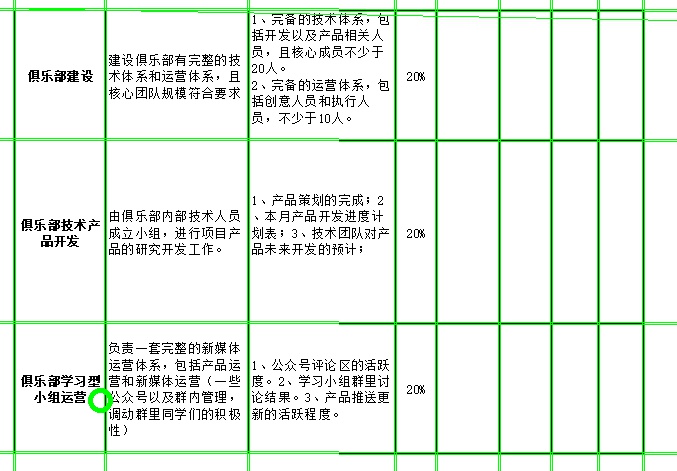 俱乐部建设
建设俱乐部有完整的技
术体系和运营体系，且
核心团队规模符合要求
1、完备的技术体系，包
括开发以及产品相关人
员，且核心成员不少于
20人。
2、完备的运营体系，包
括创意人员和执行人
员，不少于10人。
20%
俱乐部技术产
品开发
由俱乐部内部技术人员
成立小组，进行项目产
品的研究开发工作。
1、产品策划的完成；2
、本月产品开发进度计
划表；3、技术团队对产
品未来开发的预计；
20%
俱乐部学习型
小组运营
负责一套完整的新媒体
运营体系，包括产品运
营和新媒体运营（一些
公众号以及群内管理，
调动群里同学们的积极
性）
1、公众号评论区的活跃
度。2、学习小组群里讨
论结果。3、产品推送更
新的活跃程度。
20%